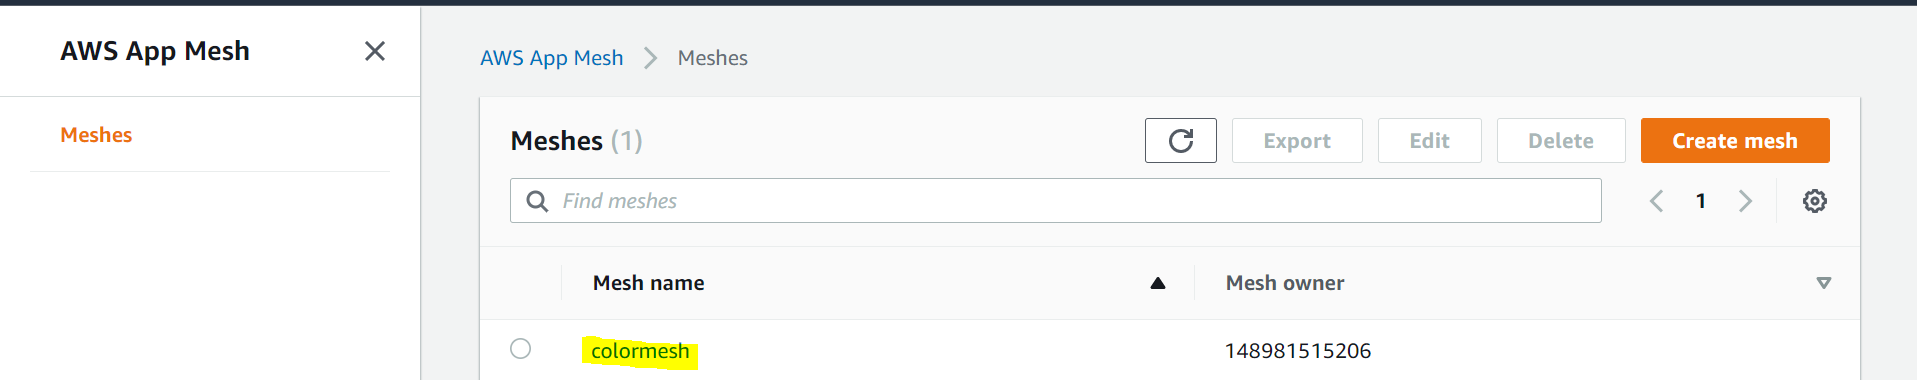 AWS App Mesh
Meshes
AWS App Mesh > Meshes
Meshes (1)
Export
Edit
Delete
Create mesh
Find meshes
1
Mesh name
Mesh owner
colormesh
148981515206